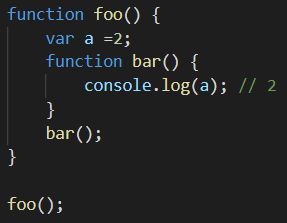 function foo() {
    var a =2;
    function bar() {
        console.log(a); // 2
    }
    bar();
}

foo();